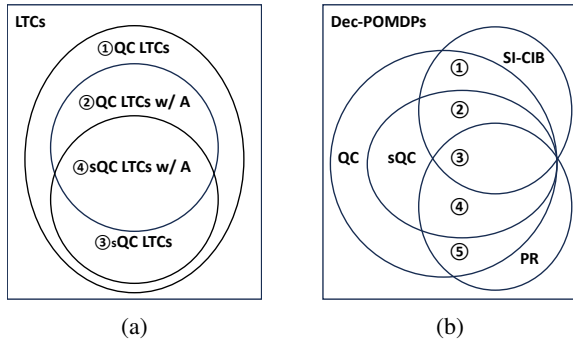 LTCs
①QC LTCs
②QC LTCs w/ A
④sQC LTCs w/ A
③sQC LTCs
(a)
Dec-POMDPs
SI-CIB
①
②
QC
sQC
③
④
⑤
PR
(b)